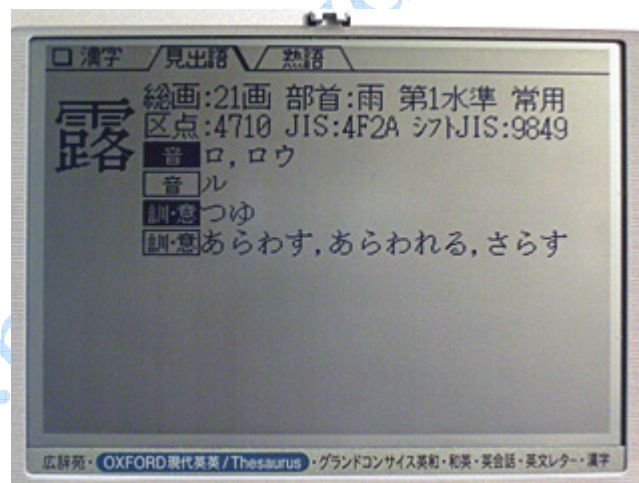 漢字 見出語 熟語
露
総画:21画 部首:雨 第1水準 常用
区点:4710 JIS:4F2A シフトJIS:9849
音 ロ,ロウ
音 ル
訓・意 つゆ
訓・意 あらわす,あらわれる,さらす
広辞苑・OXFORD現代英英/Thesaurus・グランドコンサイス英和・和英・英会話・英文レター・漢字